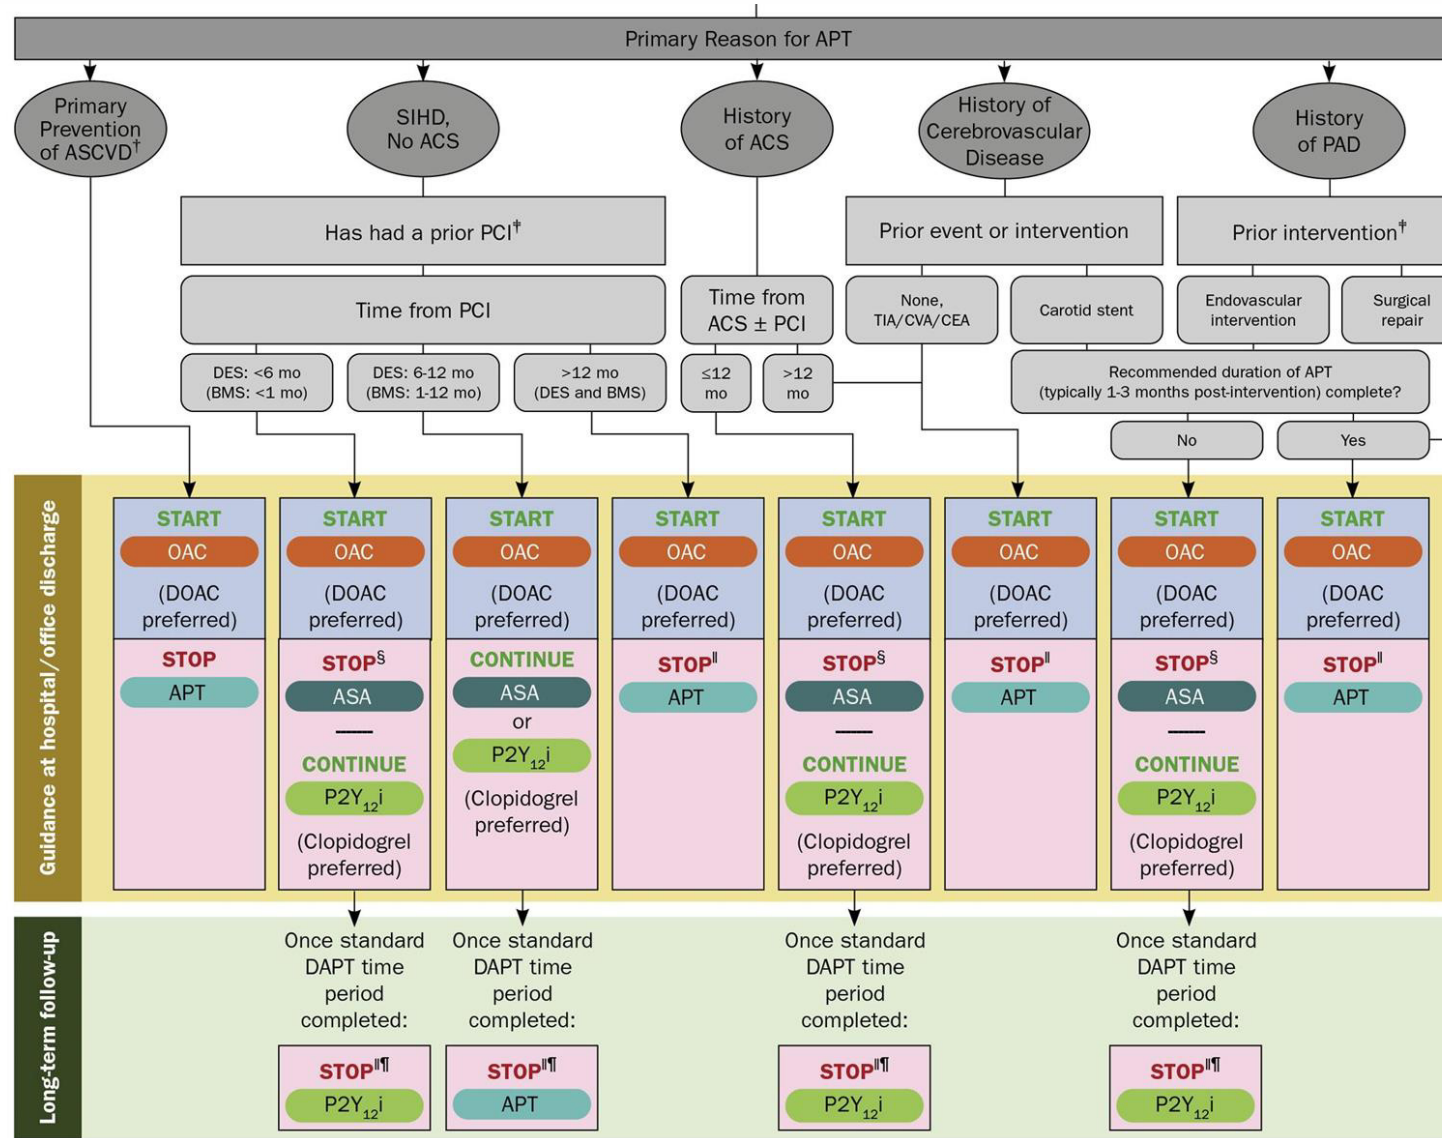 Primary Reason for APT
Primary
Prevention
of ASCVD†
SIHD,
No ACS
History
of ACS
History of
Cerebrovascular
Disease
History
of PAD
Has had a prior PCI‡
Prior event or intervention
Prior intervention‡
Time from PCI
Time from
ACS ± PCI
None,
TIA/CVA/CEA
Carotid stent
Endovascular
intervention
Surgical
repair
DES: <6 mo
(BMS: <1 mo)
DES: 6-12 mo
(BMS: 1-12 mo)
>12 mo
(DES and BMS)
≤12
mo
>12
mo
Recommended duration of APT
(typically 1-3 months post-intervention) complete?
No
Yes
Guidance at hospital/office discharge
START
OAC
(DOAC
preferred)
STOP
APT
START
OAC
(DOAC
preferred)
STOP§
ASA
CONTINUE
P2Y₁₂i
(Clopidogrel
preferred)
START
OAC
(DOAC
preferred)
CONTINUE
ASA
or
P2Y₁₂i
(Clopidogrel
preferred)
START
OAC
(DOAC
preferred)
STOP‖
APT
START
OAC
(DOAC
preferred)
STOP§
ASA
CONTINUE
P2Y₁₂i
(Clopidogrel
preferred)
START
OAC
(DOAC
preferred)
STOP‖
APT
START
OAC
(DOAC
preferred)
STOP§
ASA
CONTINUE
P2Y₁₂i
(Clopidogrel
preferred)
START
OAC
(DOAC
preferred)
STOP‖
APT
Long-term follow-up
Once standard
DAPT time
period
completed:
STOP‖¶
P2Y₁₂i
Once standard
DAPT time
period
completed:
STOP‖¶
APT
Once standard
DAPT time
period
completed:
STOP‖¶
P2Y₁₂i
Once standard
DAPT time
period
completed:
STOP‖¶
P2Y₁₂i